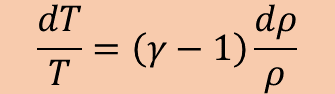 dT/T = (γ − 1) dρ/ρ